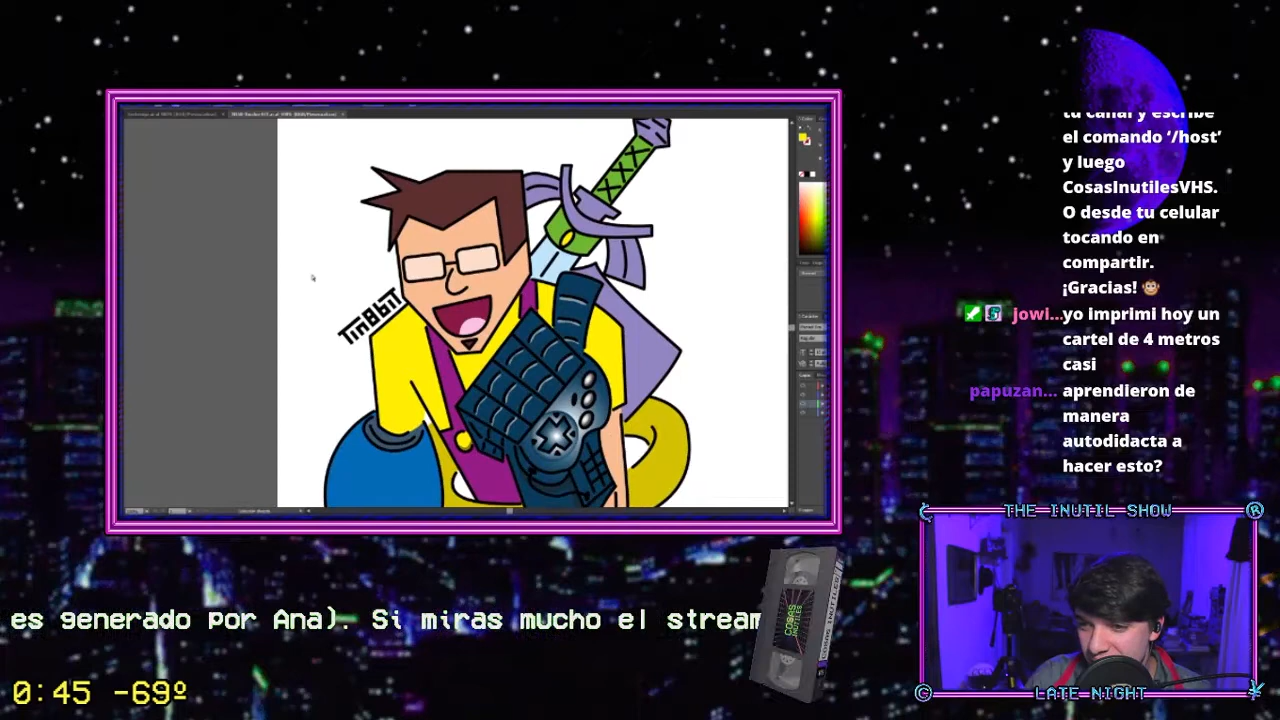 tu canal y escribe
el comando ‘/host’
y luego
CosasInutilesVHS.
O desde tu celular
tocando en
compartir.
¡Gracias! 🐵
jowi... yo imprimi hoy un
cartel de 4 metros
casi
papuzan... aprendieron de
manera
autodidacta a
hacer esto?
THE INUTIL SHOW ®
es generado por Ana). Si miras mucho el stream
COSAS
INUTILES
0:45 -69º
© LATE NIGHT ¥